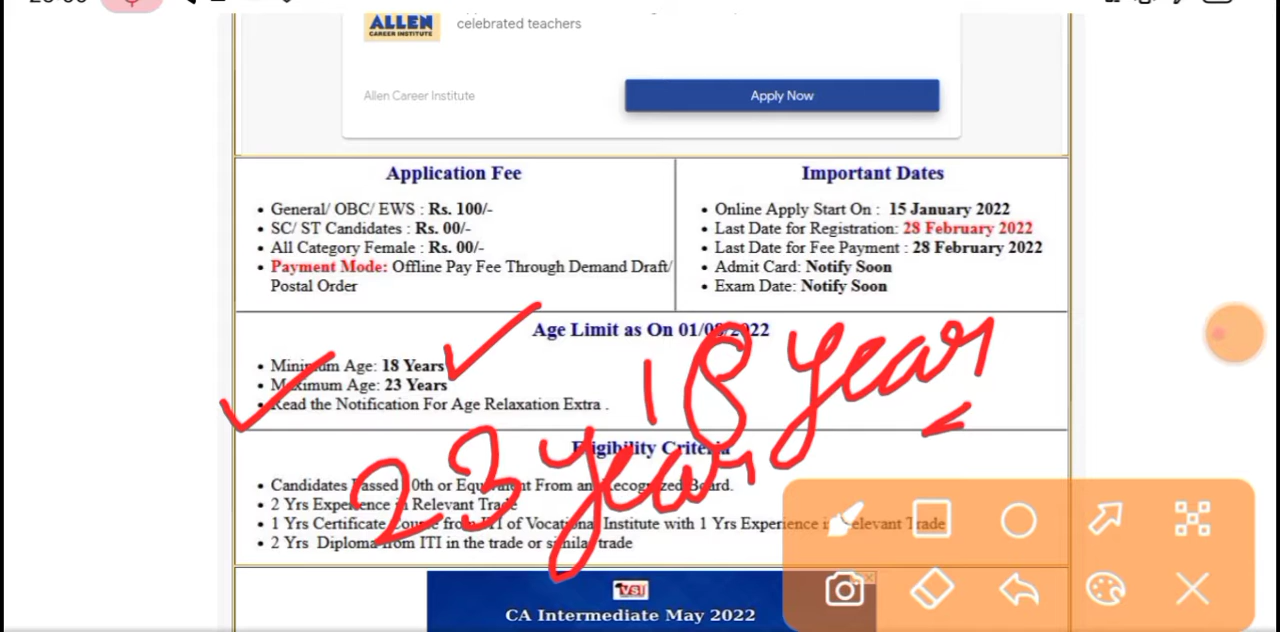 ALLEN
CAREER INSTITUTE
celebrated teachers
Allen Career Institute
Apply Now
Application Fee
• General/ OBC/ EWS : Rs. 100/-
• SC/ ST Candidates : Rs. 00/-
• All Category Female : Rs. 00/-
• Payment Mode: Offline Pay Fee Through Demand Draft/
Postal Order
Important Dates
• Online Apply Start On : 15 January 2022
• Last Date for Registration: 28 February 2022
• Last Date for Fee Payment : 28 February 2022
• Admit Card: Notify Soon
• Exam Date: Notify Soon
Age Limit as On 01/08/2022
• Minimum Age: 18 Years
• Maximum Age: 23 Years
• Read the Notification For Age Relaxation Extra .
18 year
23 year
Eligibility Criteria
• Candidates Passed 10th or Equivalent From any Recognized Board.
• 2 Yrs Experience in Relevant Trade
• 1 Yrs Certificate Course from ITI of Vocational Institute with 1 Yrs Experience in Relevant Trade
• 2 Yrs Diploma from ITI in the trade or similar trade
VSI
CA Intermediate May 2022